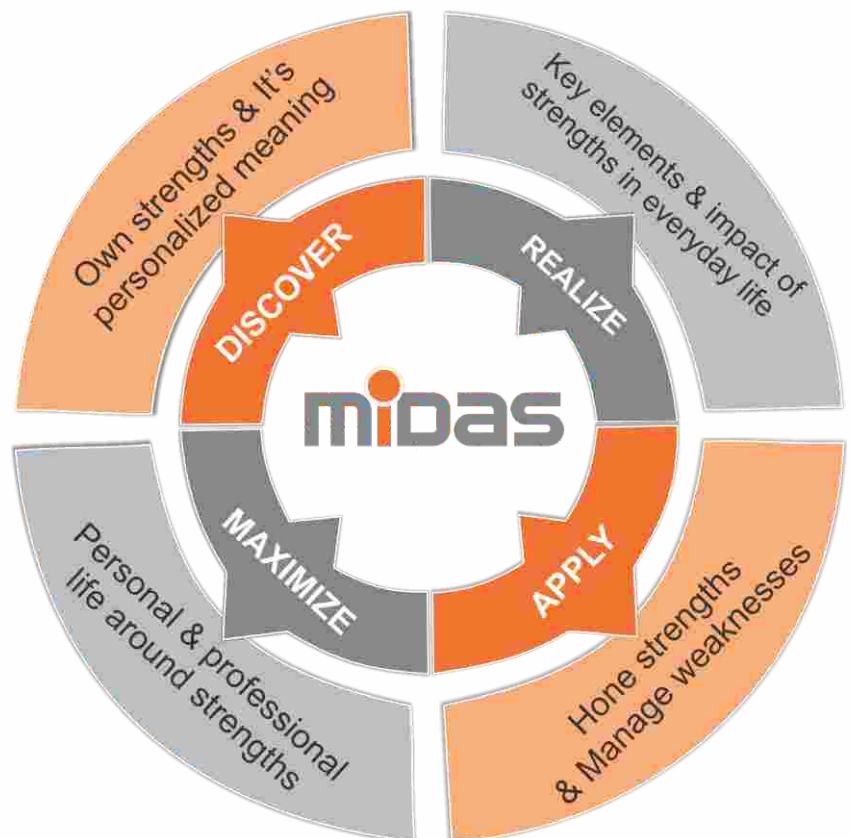 Own strengths & It's
personalized meaning
DISCOVER
Key elements & impact of
strengths in everyday life
REALIZE
miDas
MAXIMIZE
Personal & professional
life around strengths
APPLY
Hone strengths
& Manage weaknesses